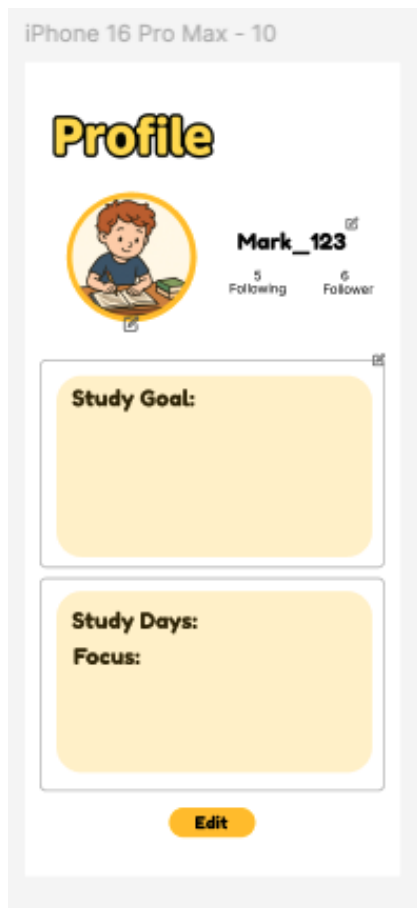 iPhone 16 Pro Max - 10
Profile
Mark_123
5 6
Following Follower
Study Goal:
Study Days:
Focus:
Edit